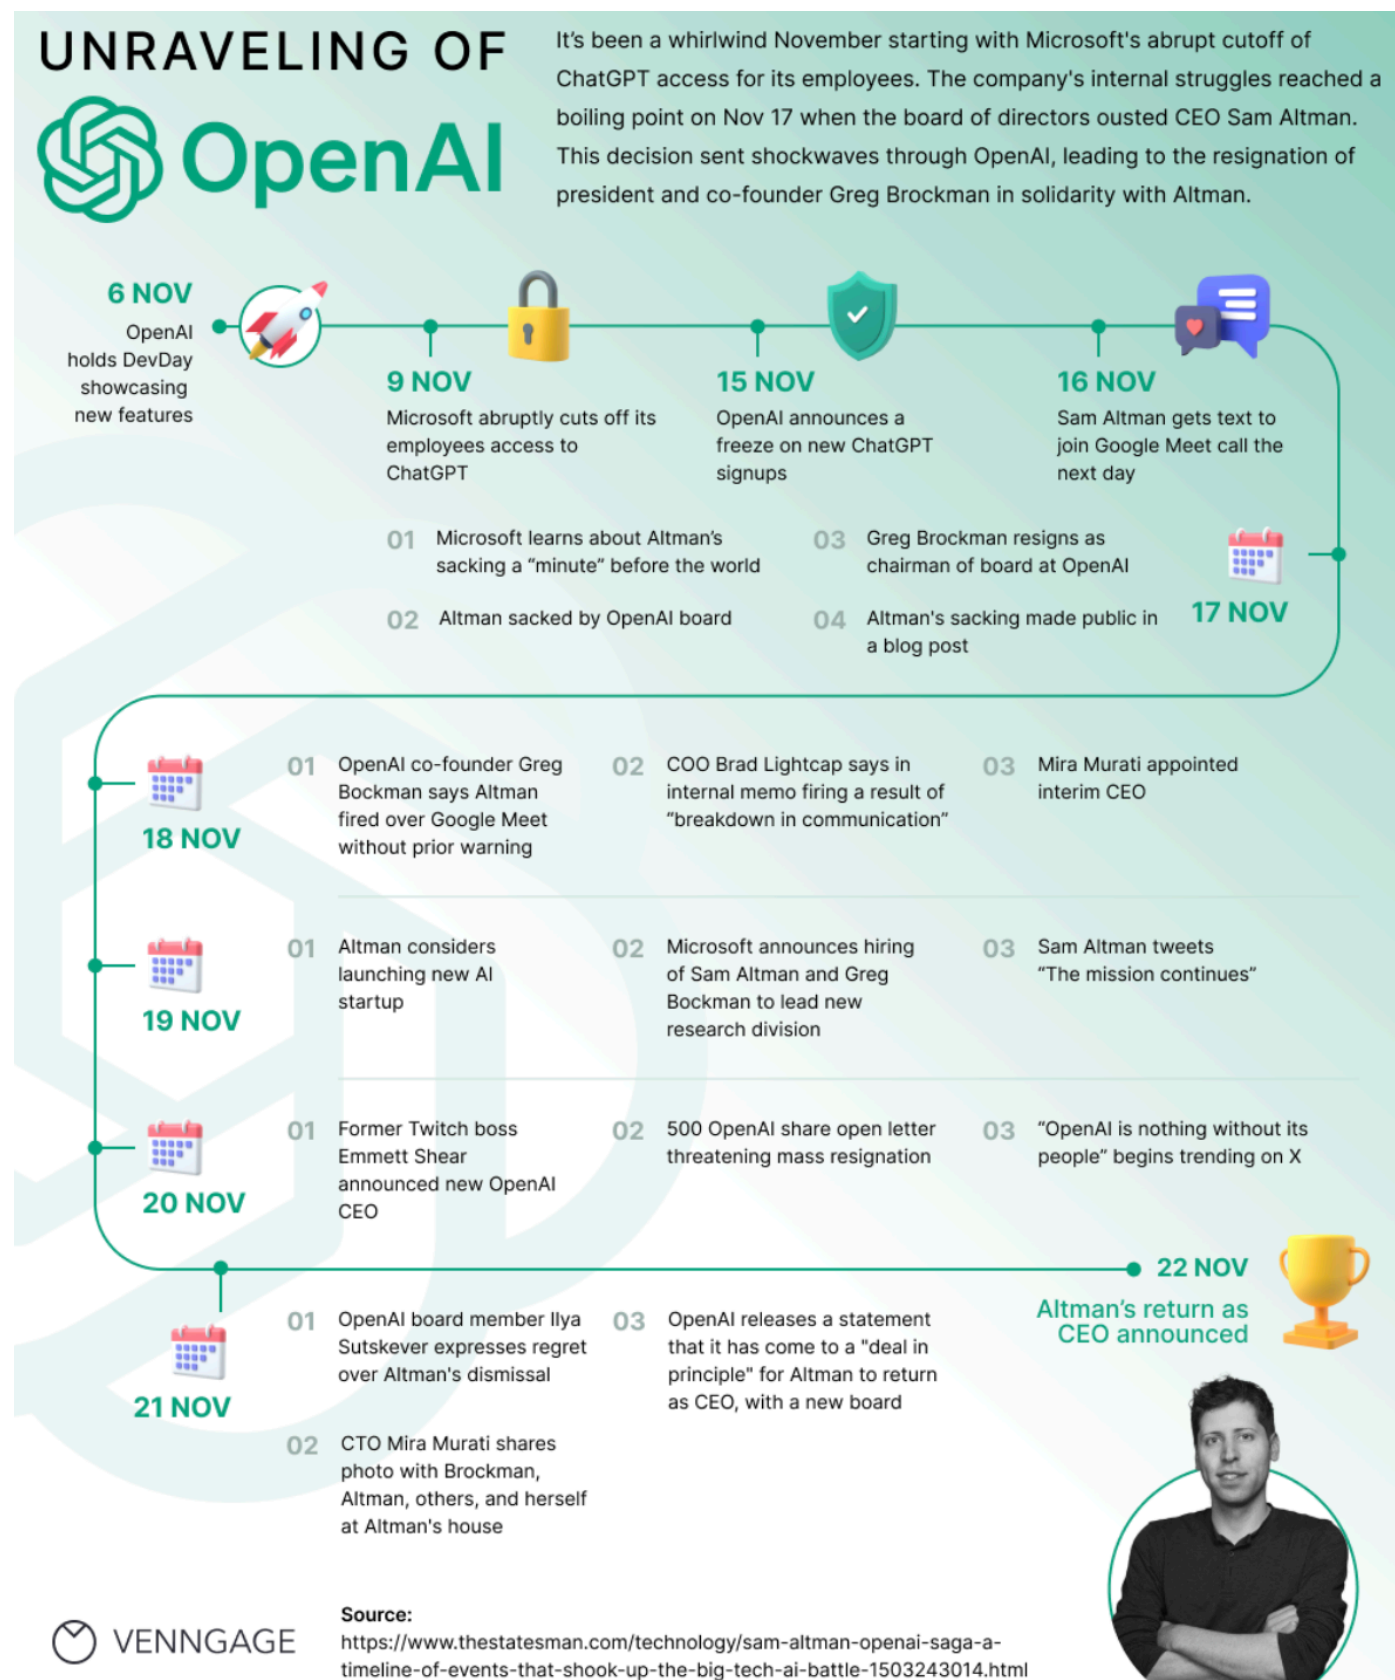 UNRAVELING OF
OpenAI
It's been a whirlwind November starting with Microsoft's abrupt cutoff of
ChatGPT access for its employees. The company's internal struggles reached a
boiling point on Nov 17 when the board of directors ousted CEO Sam Altman.
This decision sent shockwaves through OpenAI, leading to the resignation of
president and co-founder Greg Brockman in solidarity with Altman.
6 NOV
OpenAI
holds DevDay
showcasing
new features
9 NOV
Microsoft abruptly cuts off its
employees access to
ChatGPT
15 NOV
OpenAI announces a
freeze on new ChatGPT
signups
16 NOV
Sam Altman gets text to
join Google Meet call the
next day
17 NOV
01 Microsoft learns about Altman's
sacking a "minute" before the world
02 Altman sacked by OpenAI board
03 Greg Brockman resigns as
chairman of board at OpenAI
04 Altman's sacking made public in
a blog post
18 NOV
01 OpenAI co-founder Greg
Bockman says Altman
fired over Google Meet
without prior warning
02 COO Brad Lightcap says in
internal memo firing a result of
"breakdown in communication"
03 Mira Murati appointed
interim CEO
19 NOV
01 Altman considers
launching new AI
startup
02 Microsoft announces hiring
of Sam Altman and Greg
Bockman to lead new
research division
03 Sam Altman tweets
"The mission continues"
20 NOV
01 Former Twitch boss
Emmett Shear
announced new OpenAI
CEO
02 500 OpenAI share open letter
threatening mass resignation
03 "OpenAI is nothing without its
people" begins trending on X
21 NOV
01 OpenAI board member Ilya
Sutskever expresses regret
over Altman's dismissal
02 CTO Mira Murati shares
photo with Brockman,
Altman, others, and herself
at Altman's house
03 OpenAI releases a statement
that it has come to a "deal in
principle" for Altman to return
as CEO, with a new board
22 NOV
Altman's return as
CEO announced
VENNGAGE
Source:
https://www.thestatesman.com/technology/sam-altman-openai-saga-a-
timeline-of-events-that-shook-up-the-big-tech-ai-battle-1503243014.html